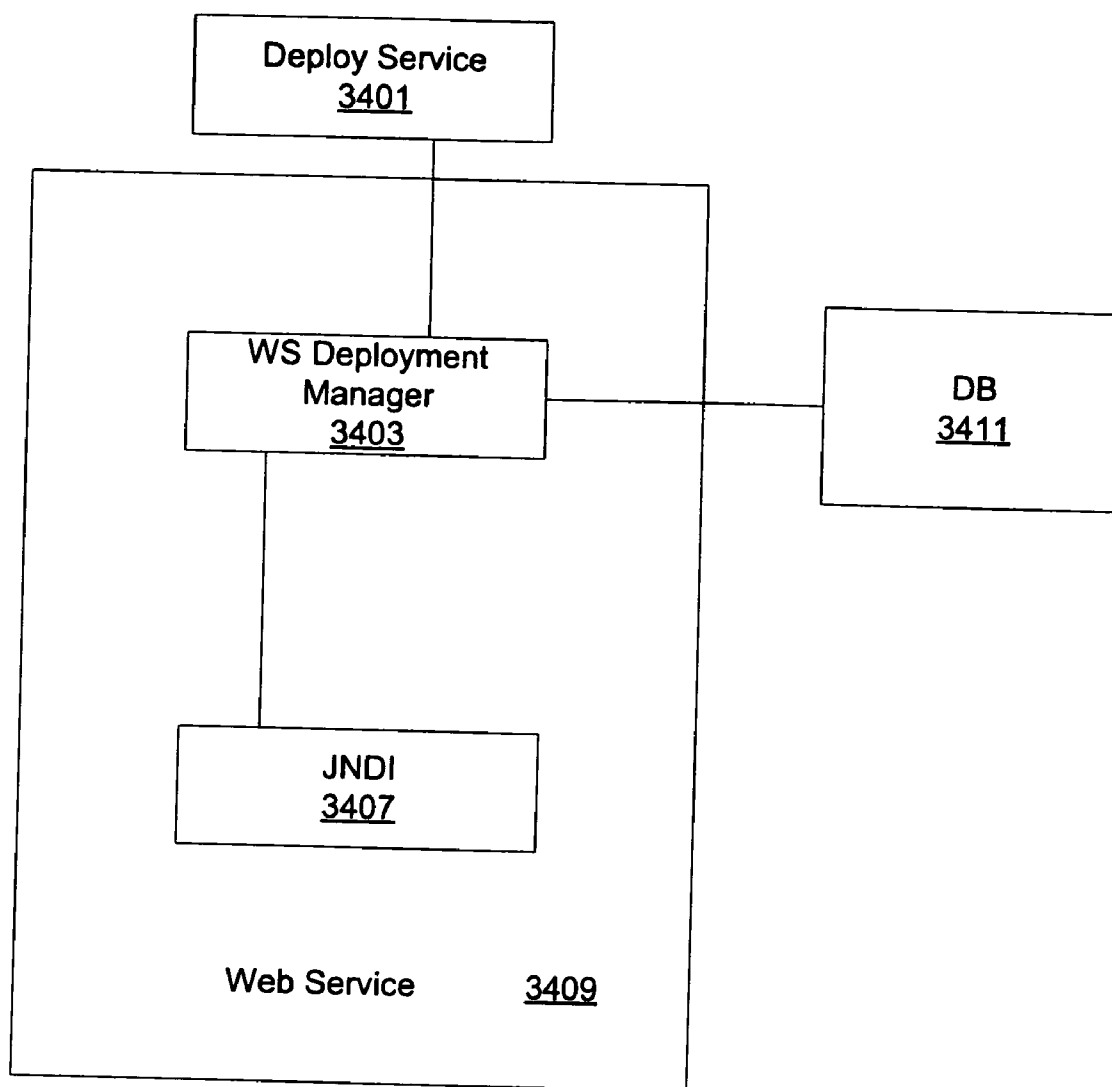 Deploy Service
3401
WS Deployment
Manager
3403
DB
3411
JNDI
3407
Web Service 3409